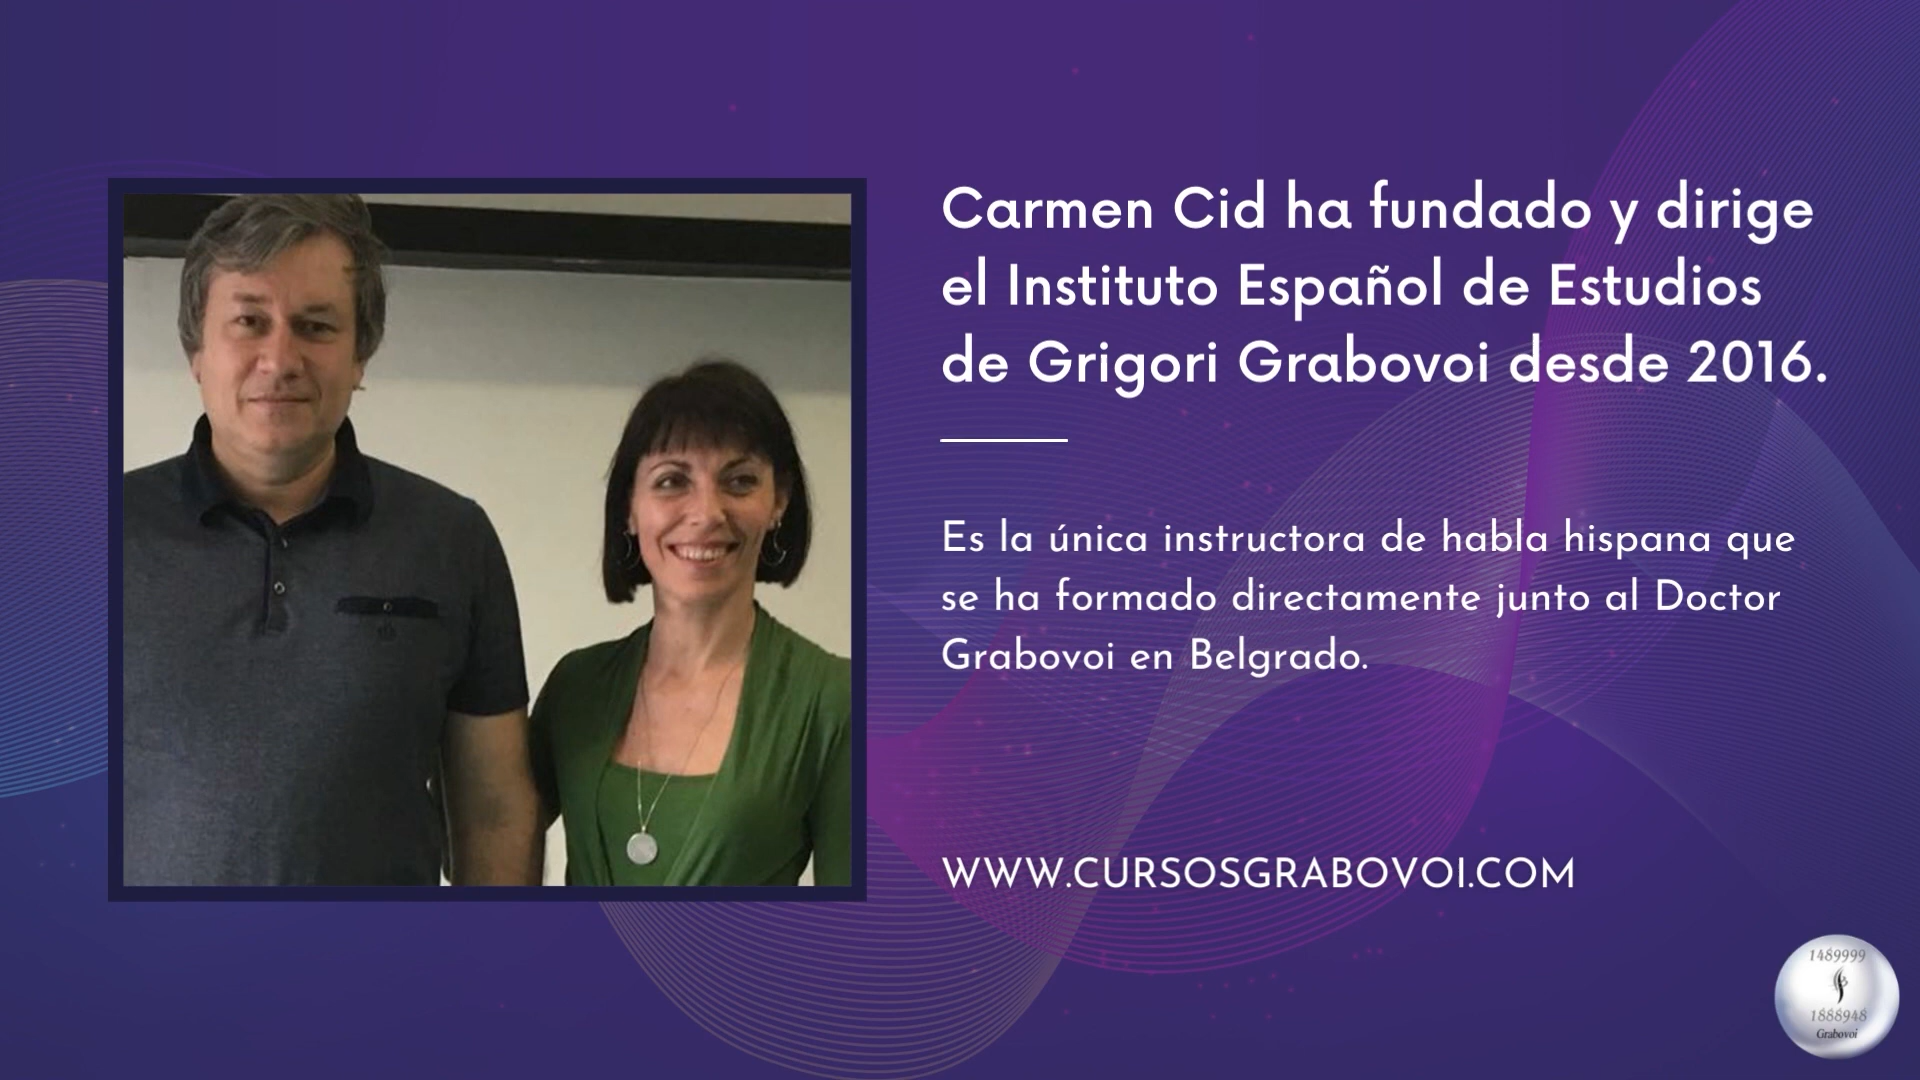 Carmen Cid ha fundado y dirige
el Instituto Español de Estudios
de Grigori Grabovoi desde 2016.
Es la única instructora de habla hispana que
se ha formado directamente junto al Doctor
Grabovoi en Belgrado.
WWW.CURSOSGRABOVOI.COM
1489999
1888948
Grabovoi